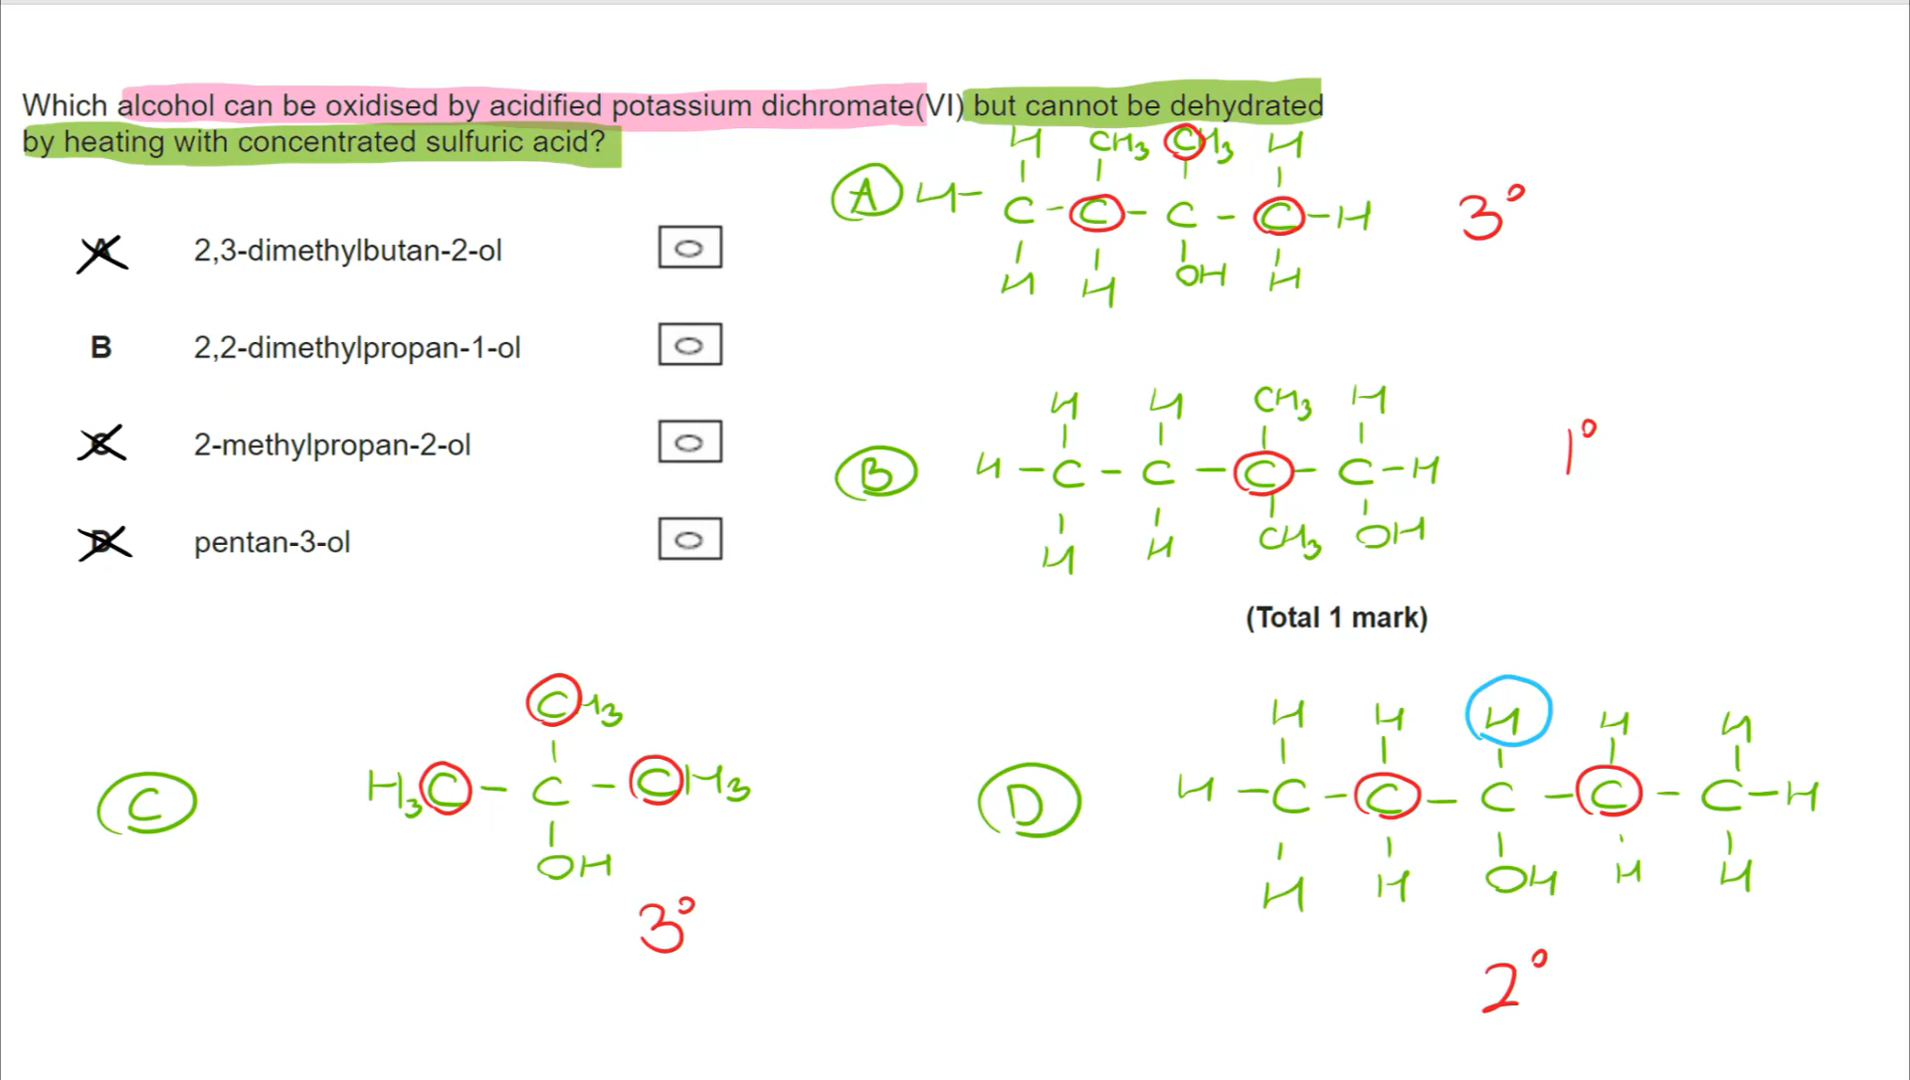 Which alcohol can be oxidised by acidified potassium dichromate(VI) but cannot be dehydrated
by heating with concentrated sulfuric acid?
H CH3 CH3 H
A H- C - C - C - C -H 3°
H H OH H
A 2,3-dimethylbutan-2-ol
B 2,2-dimethylpropan-1-ol
C 2-methylpropan-2-ol
D pentan-3-ol
H H CH3 H
B H - C - C - C - C - H 1°
H H CH3 OH
(Total 1 mark)
CH3
C H3C - C - CH3
OH
3°
H H H H H
D H - C - C - C - C - C - H
H H OH H H
2°